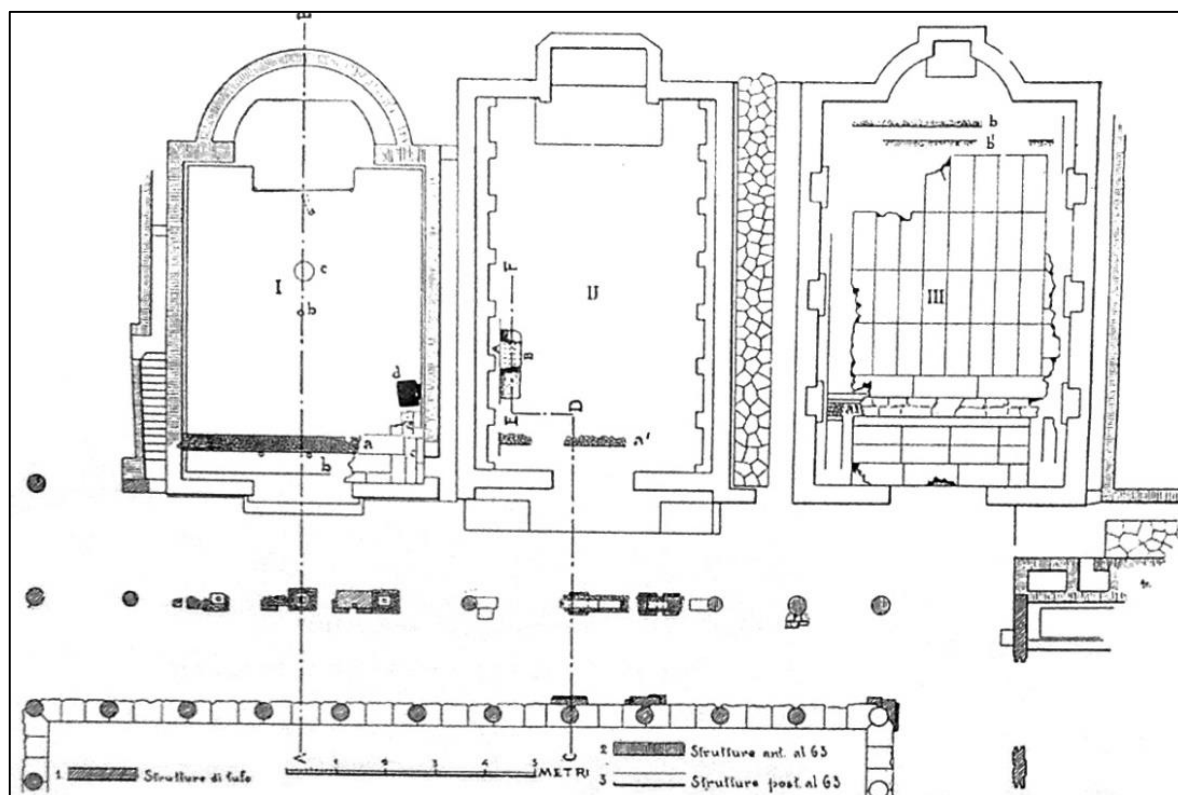 B
I
II
III
c
b
d
a
b
F
A
B
E
D
a'
b
b'
1 Strutture di tufo
METRI
2 Strutture ant. al 63
3 Strutture post. al 63